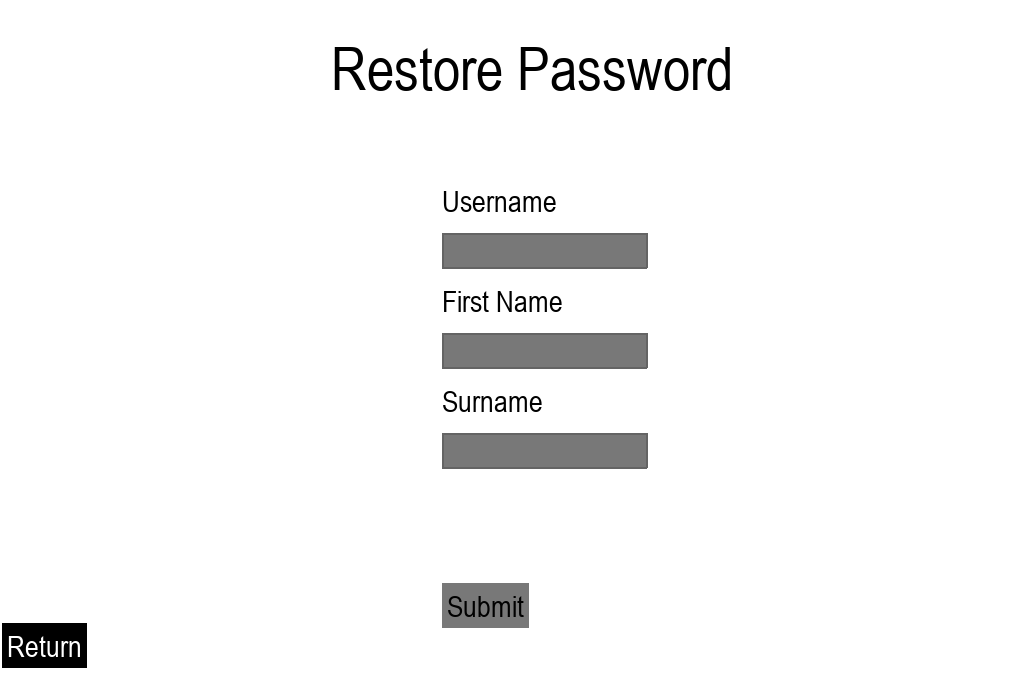 Restore Password
Username
First Name
Surname
Submit
Return